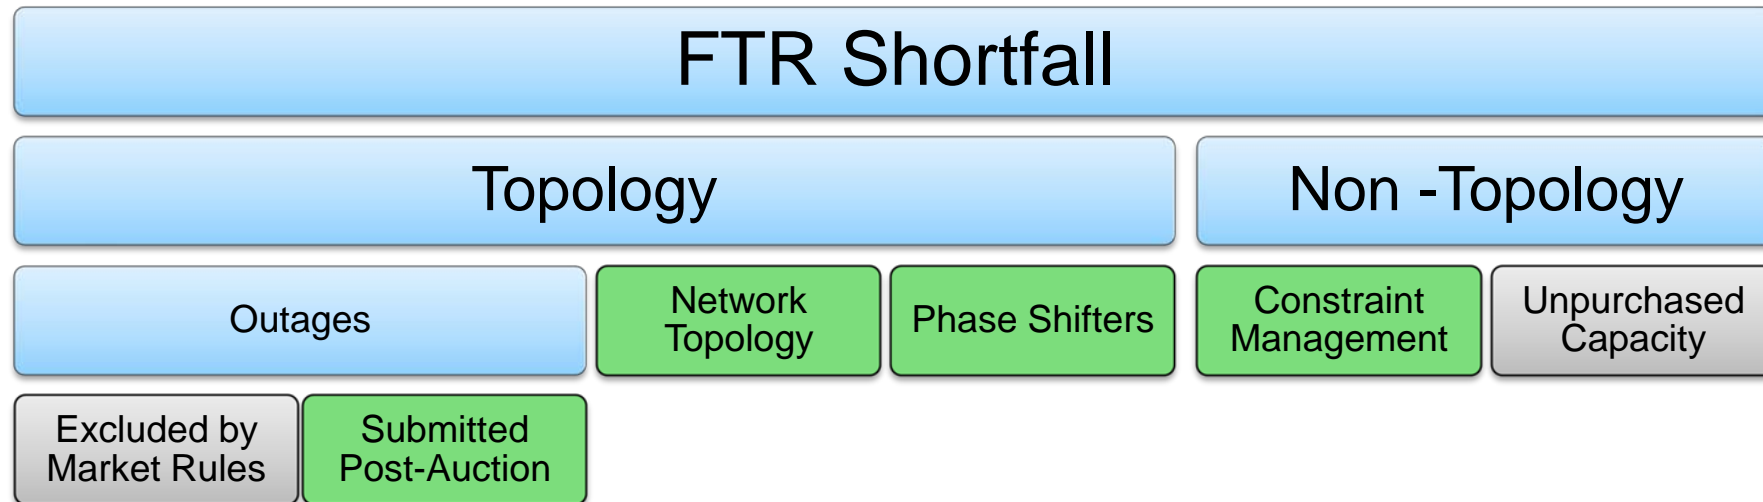 FTR Shortfall
Topology
Non -Topology
Outages
Network
Topology
Phase Shifters
Constraint
Management
Unpurchased
Capacity
Excluded by
Market Rules
Submitted
Post-Auction